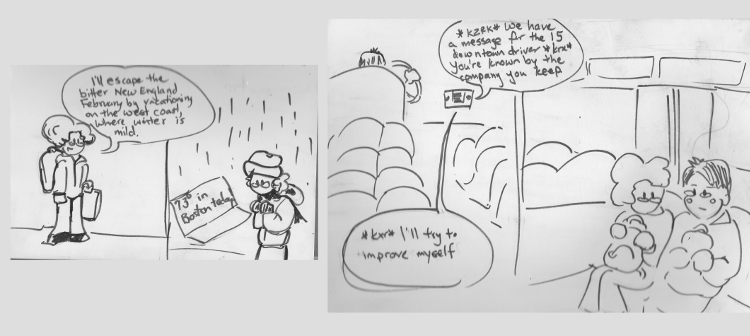 I'll escape the
bitter New England
February by vacationing
on the west coast,
where winter is
mild.
73° in
Boston today
*kzrk* We have
a message for the 15
downtown driver *krx*
You're known by the
company you keep
*kxr* I'll try to
improve myself